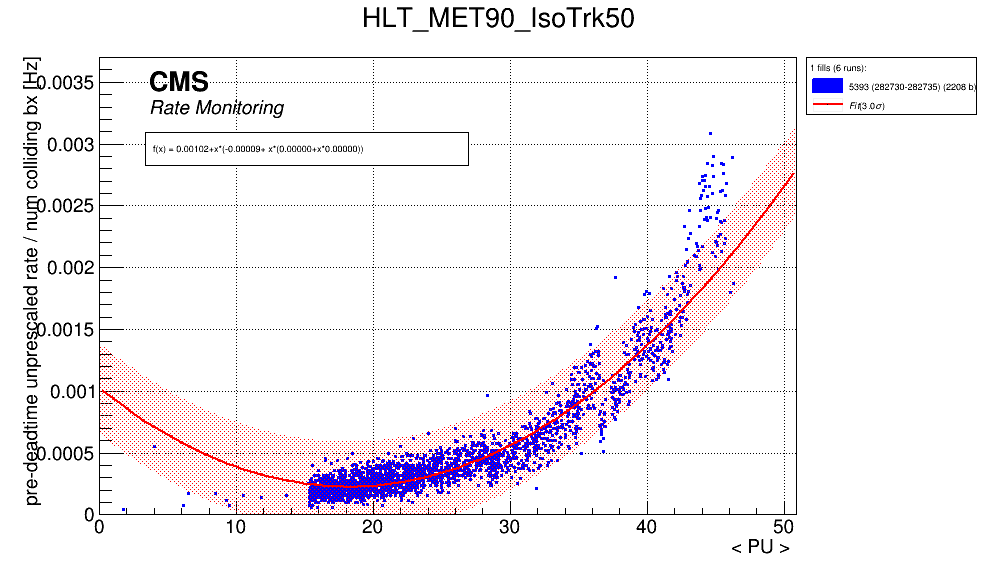 HLT_MET90_IsoTrk50
pre-deadtime unprescaled rate / num colliding bx [Hz]
0.0035
0.003
0.0025
0.002
0.0015
0.001
0.0005
0
CMS
Rate Monitoring
f(x) = 0.00102+x*(-0.00009+ x*(0.00000+x*0.00000))
1 fills (6 runs):
5393 (282730-282735) (2208 b)
Fit(3.0σ)
0 10 20 30 40 50
< PU >